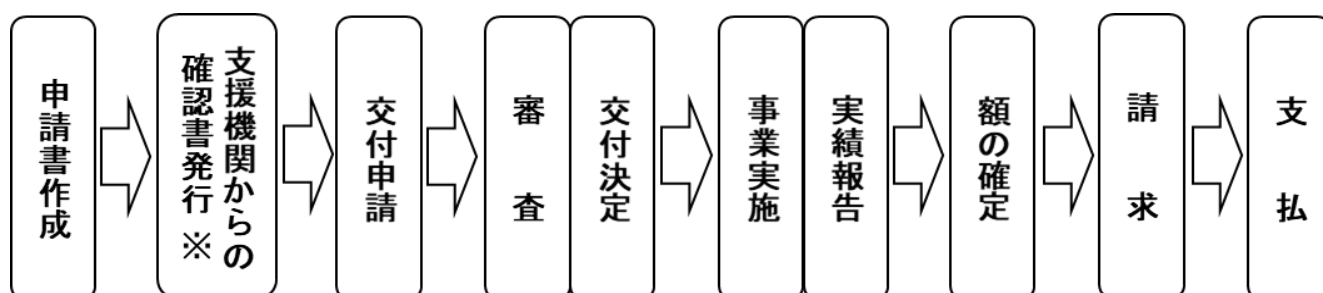 申請書作成
支援機関からの
確認書発行※
交付申請
審査
交付決定
事業実施
実績報告
額の確定
請求
支払